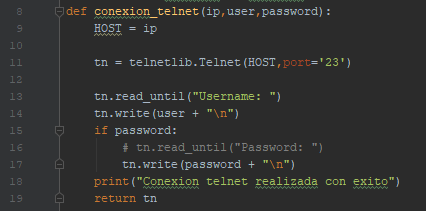 8 def conexion_telnet(ip,user,password):
9 HOST = ip
10
11 tn = telnetlib.Telnet(HOST,port='23')
12
13 tn.read_until("Username: ")
14 tn.write(user + "\n")
15 if password:
16 # tn.read_until("Password: ")
17 tn.write(password + "\n")
18 print("Conexion telnet realizada con exito")
19 return tn